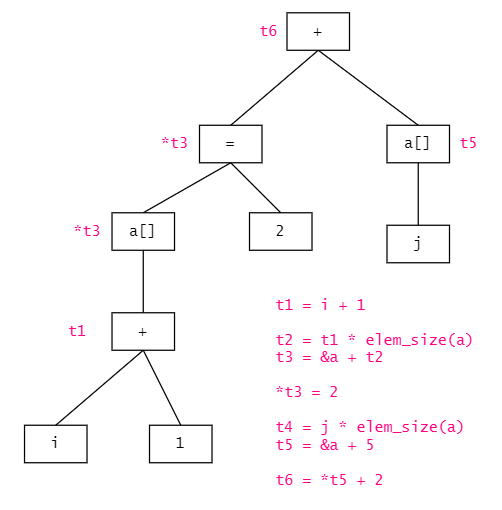 t6 +
*t3 = a[] t5
*t3 a[] 2 j
t1 +
i 1
t1 = i + 1
t2 = t1 * elem_size(a)
t3 = &a + t2
*t3 = 2
t4 = j * elem_size(a)
t5 = &a + 5
t6 = *t5 + 2